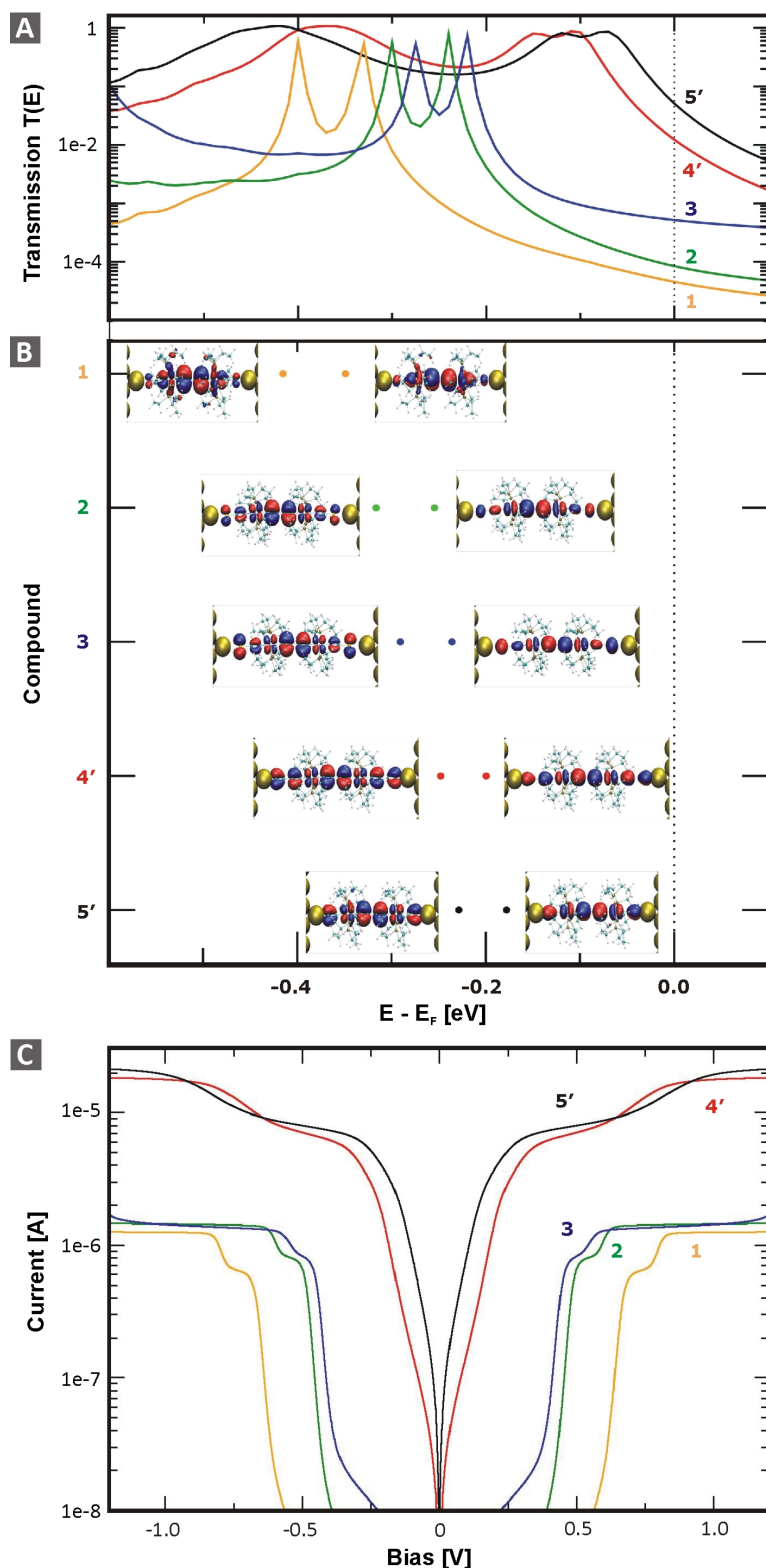 A
Transmission T(E)
1
1e-2
1e-4
5’
4’
3
2
1
B
Compound
1
2
3
4’
5’
-0.4
-0.2
0.0
E - EF [eV]
C
Current [A]
1e-5
1e-6
1e-7
1e-8
5’
4’
3
2
1
-1.0
-0.5
0
0.5
1.0
Bias [V]